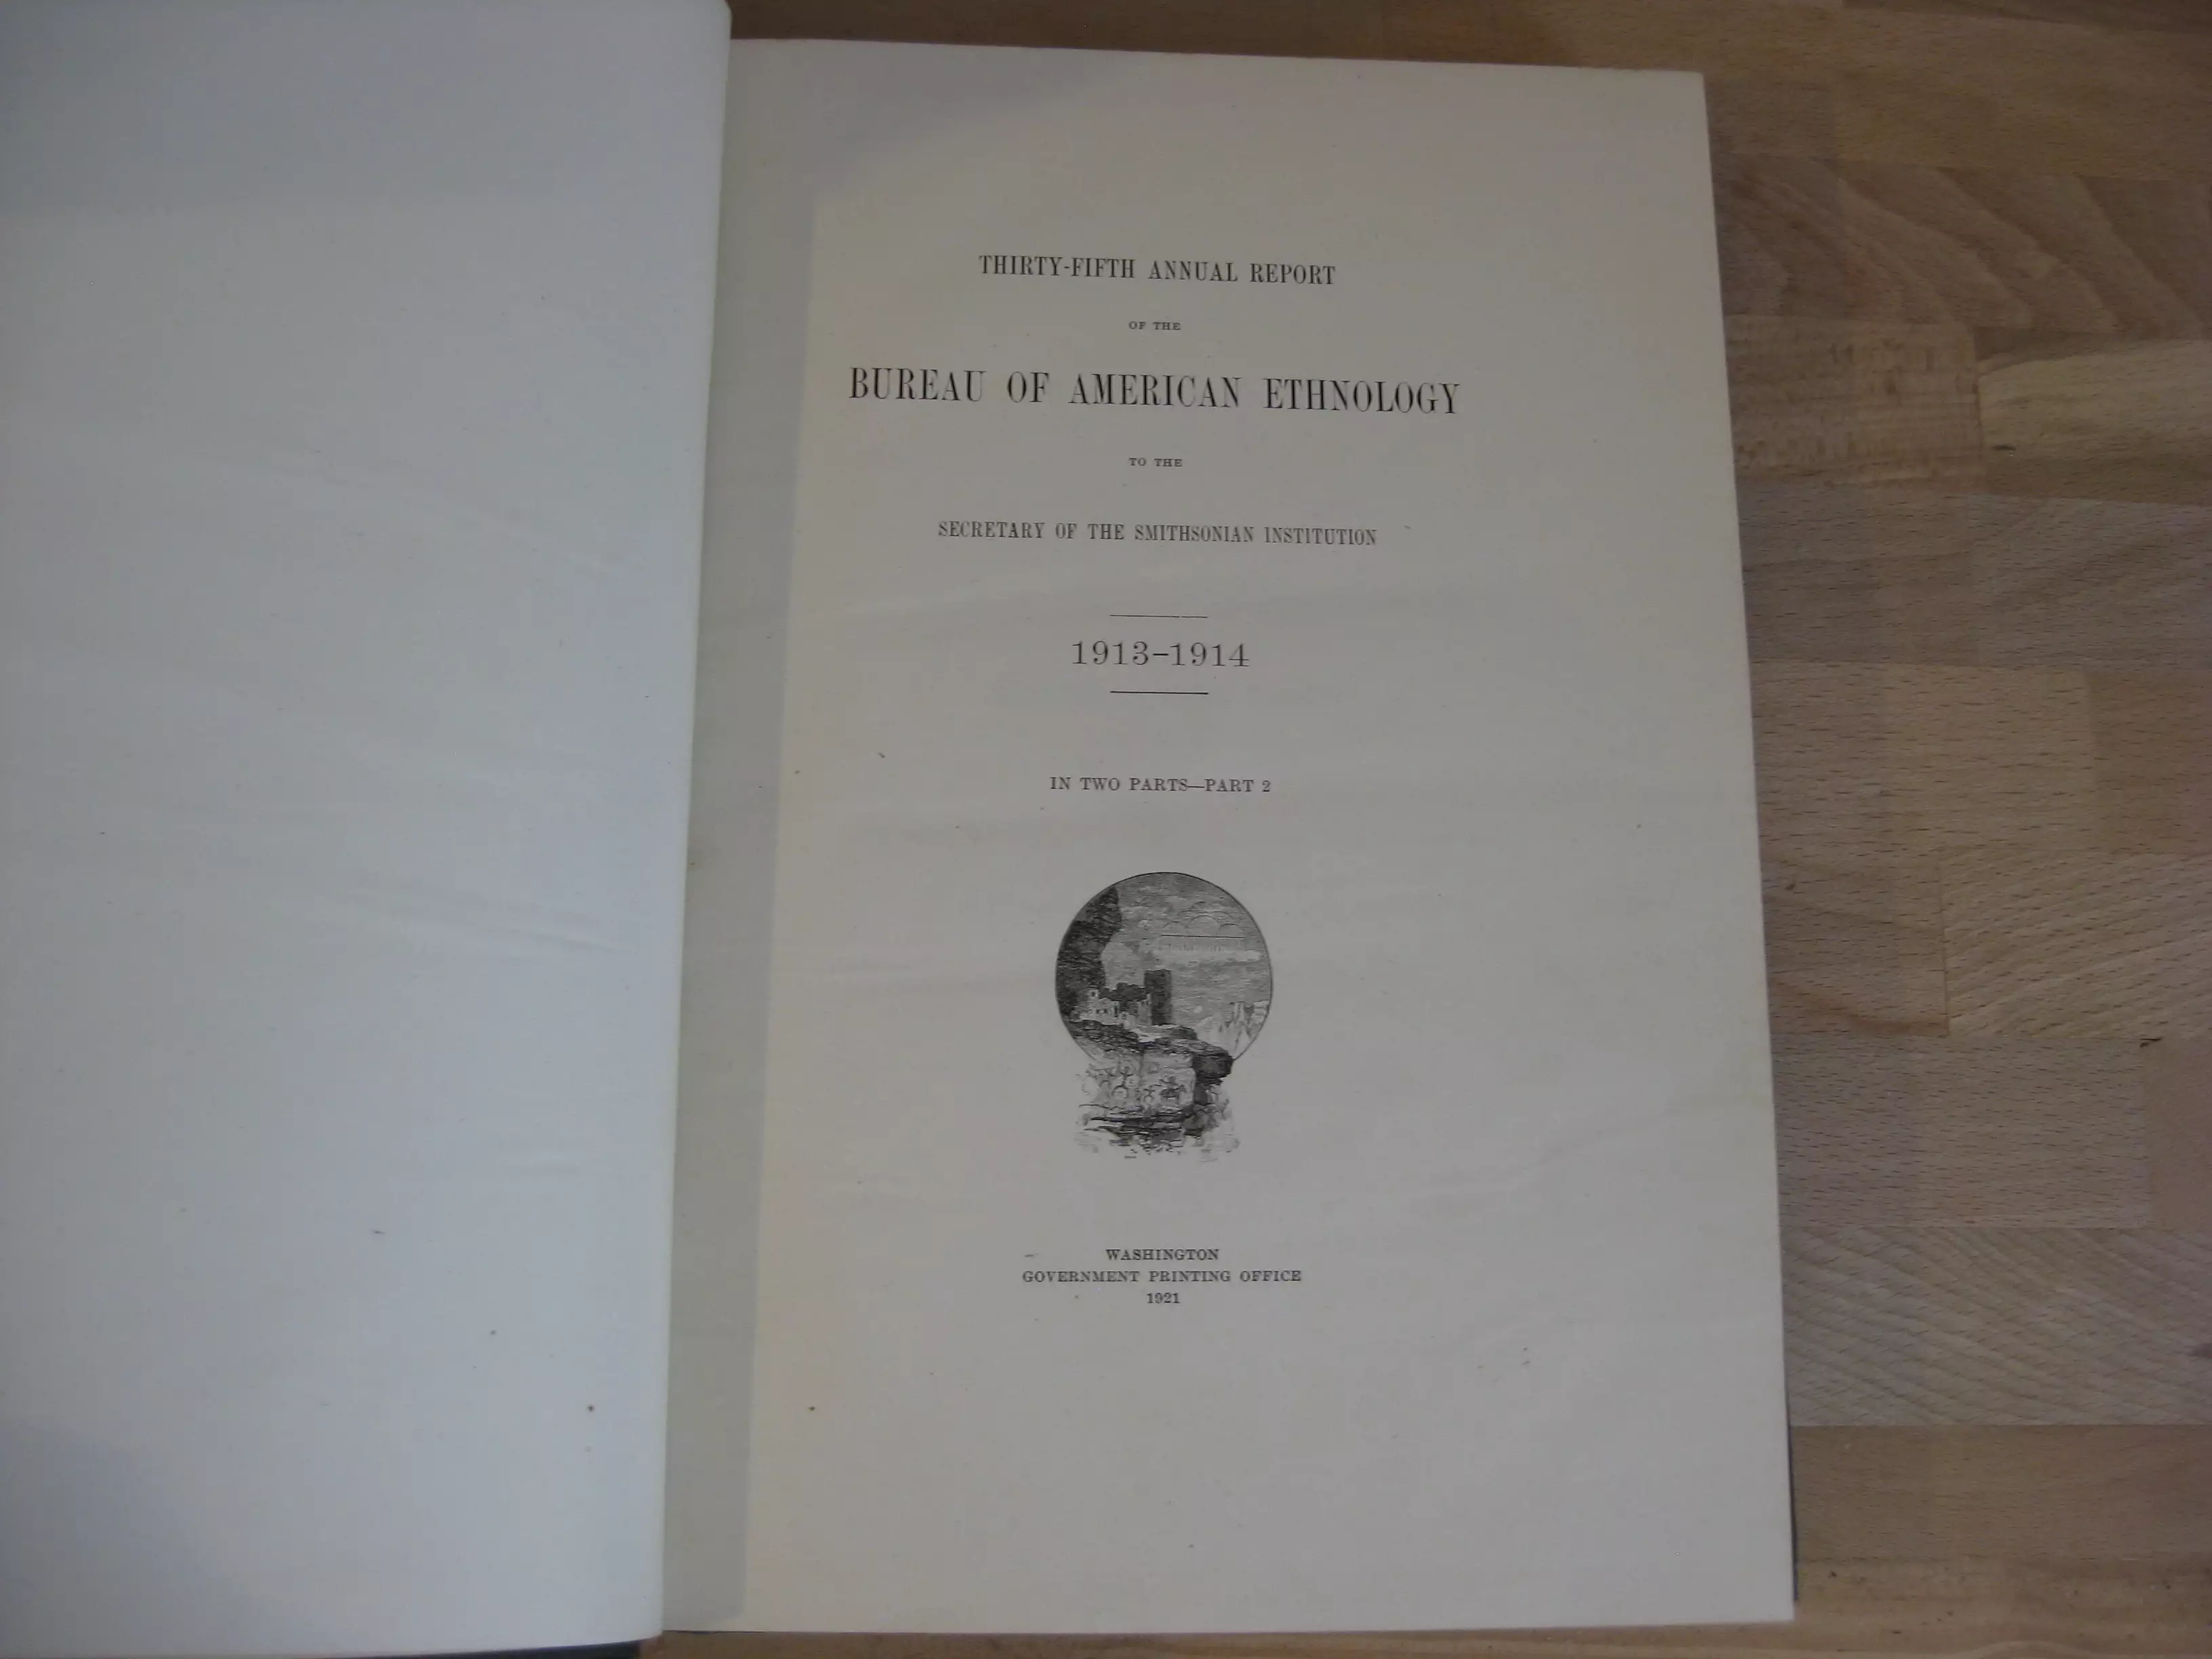 THIRTY-FIFTH ANNUAL REPORT
OF THE
BUREAU OF AMERICAN ETHNOLOGY
TO THE
SECRETARY OF THE SMITHSONIAN INSTITUTION
1913–1914
IN TWO PARTS—PART 2
WASHINGTON
GOVERNMENT PRINTING OFFICE
1921